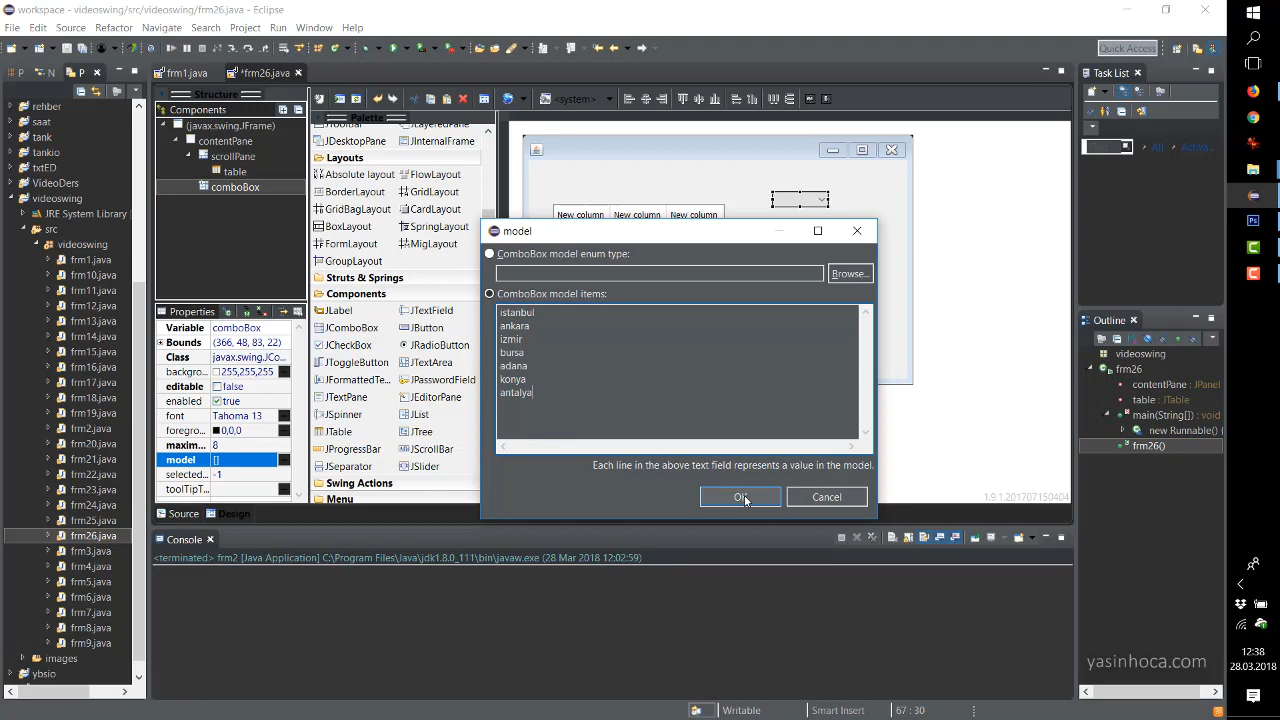 workspace - videoswing/src/videoswing/frm26.java - Eclipse
File Edit Source Refactor Navigate Search Project Run Window Help
Quick Access
P N P
frm1.java *frm26.java
Task List
Structure
Components
(javax.swing.JFrame)
contentPane
scrollPane
table
comboBox
<system>
Palette
JDesktopPane JInternalFrame
Layouts
Absolute layout FlowLayout
BorderLayout GridLayout
GridBagLayout CardLayout
BoxLayout SpringLayout
FormLayout MigLayout
GroupLayout
Struts & Springs
Components
JLabel JTextField
JComboBox JButton
JCheckBox JRadioButton
JToggleButton JTextArea
JFormattedTe... JPasswordField
JTextPane JEditorPane
JSpinner JList
JTable JTree
JProgressBar JScrollBar
JSeparator JSlider
Swing Actions
Menu
rehber
saat
tank
tankio
txtED
VideoDers
videoswing
JRE System Library
src
videoswing
frm1.java
frm10.java
frm11.java
frm12.java
frm13.java
frm14.java
frm15.java
frm16.java
frm17.java
frm18.java
frm19.java
frm2.java
frm20.java
frm21.java
frm22.java
frm23.java
frm24.java
frm25.java
frm26.java
frm3.java
frm4.java
frm5.java
frm6.java
frm7.java
frm8.java
frm9.java
images
ybsio
Properties
Variable comboBox
Bounds (366, 48, 83, 22)
Class javax.swing.JCo...
backgro... 255,255,255
editable false
enabled true
font Tahoma 13
foregro... 0,0,0
maxim... 8
model []
selected... -1
toolTipT...
Source Design
New column New column New column
model
ComboBox model enum type:
Browse...
ComboBox model items:
istanbul
ankara
izmir
bursa
adana
konya
antalya
Each line in the above text field represents a value in the model.
OK Cancel
1.9.1.201707150404
All Activa...
Outline
videoswing
frm26
contentPane : JPanel
table : JTable
main(String[]) : void
new Runnable() {...}
frm26()
Console
<terminated> frm2 [Java Application] C:\Program Files\Java\jdk1.8.0_111\bin\javaw.exe (28 Mar 2018 12:02:59)
yasinhoca.com
Writable Smart Insert 67 : 30
12:38
28.03.2018